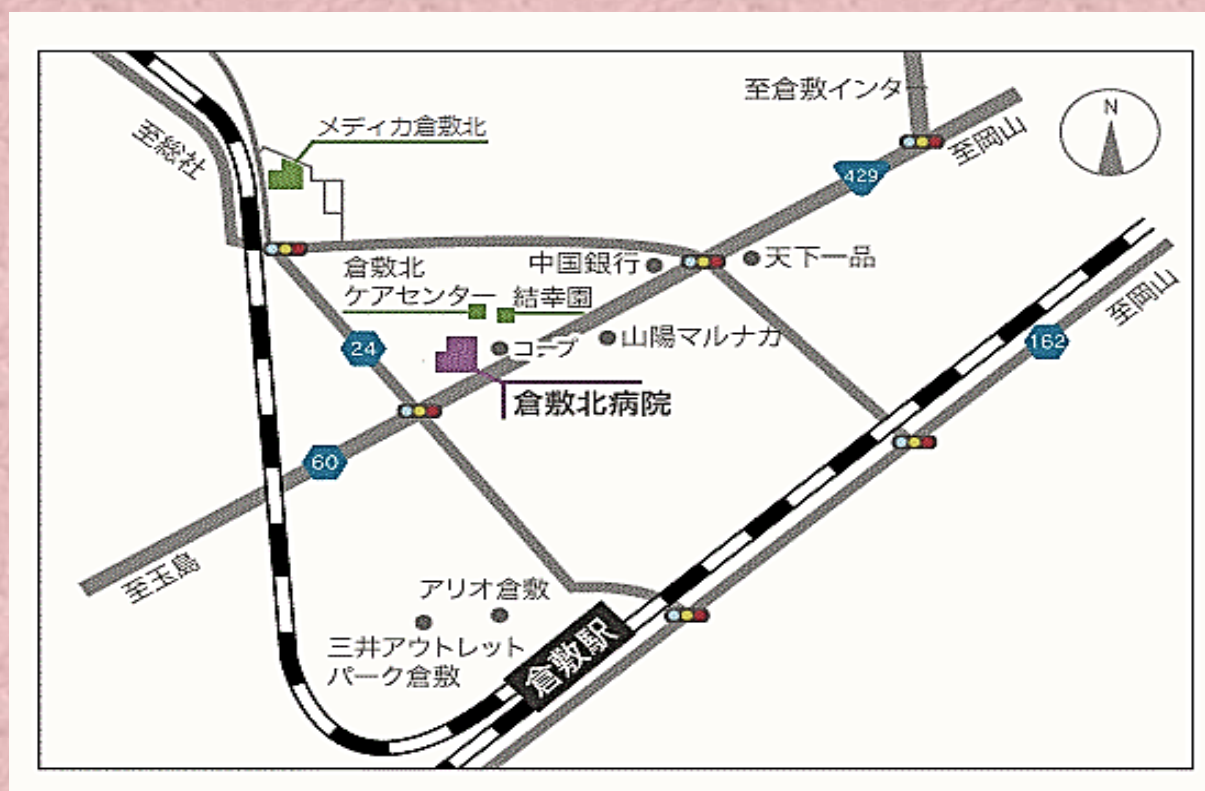 至倉敷インター
N
至岡山
メディカ倉敷北
至総社
429
中国銀行
天下一品
倉敷北
ケアセンター
結幸園
至岡山
24
コープ
山陽マルナカ
162
倉敷北病院
60
至玉島
アリオ倉敷
三井アウトレット
パーク倉敷
倉敷駅